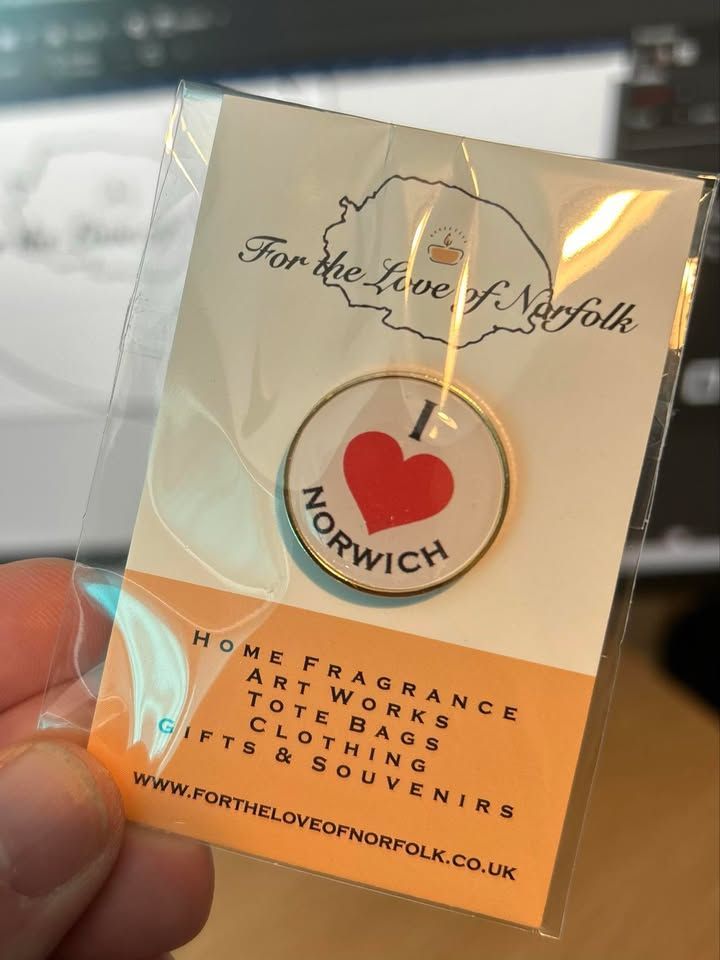 For the Love of Norfolk
I
NORWICH
HOME FRAGRANCE
ART WORKS
TOTE BAGS
CLOTHING
GIFTS & SOUVENIRS
WWW.FORTHELOVEOFNORFOLK.CO.UK